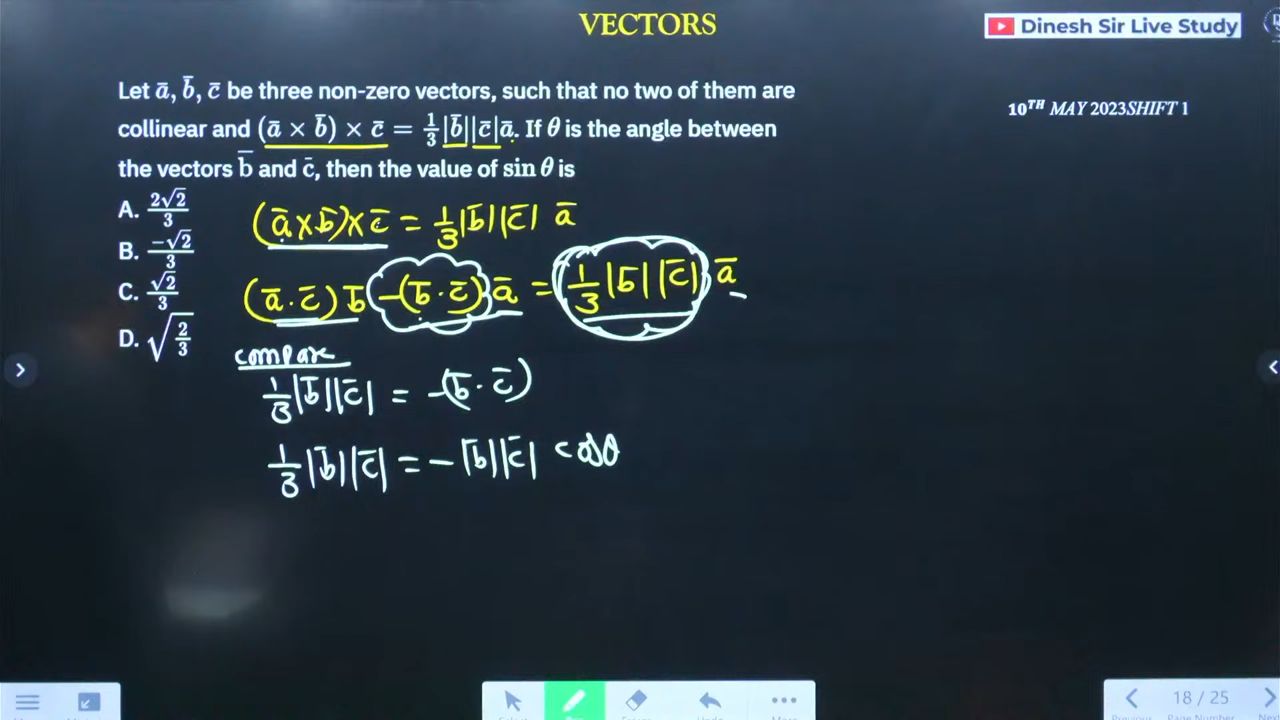 VECTORS
Dinesh Sir Live Study
10ᵀᴴ MAY 2023SHIFT 1
Let a̅, b̅, c̅ be three non-zero vectors, such that no two of them are
collinear and (a̅ × b̅) × c̅ = 1/3 |b̅||c̅|a̅. If θ is the angle between
the vectors b̅ and c̅, then the value of sin θ is
A. 2√2/3
B. -√2/3
C. √2/3
D. √(2/3)
(a̅ × b̅) × c̅ = 1/3 |b̅||c̅| a̅
(a̅ · c̅) b̅ -(b̅ · c̅) a̅ = 1/3 |b̅||c̅| a̅
compare
1/3 |b̅||c̅| = -(b̅ · c̅)
1/3 |b̅||c̅| = -|b̅||c̅| cosθ
18 / 25